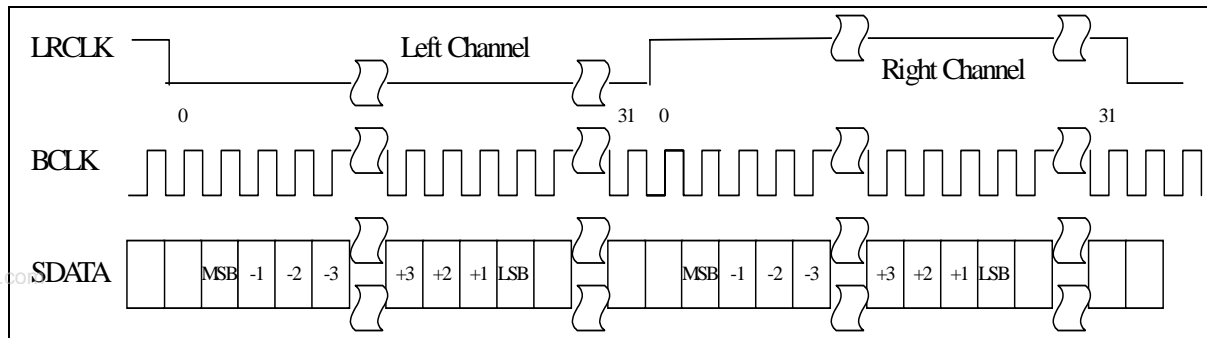 LRCLK Left Channel Right Channel
0 31 0 31
BCLK
.com
SDATA MSB -1 -2 -3 +3 +2 +1 LSB MSB -1 -2 -3 +3 +2 +1 LSB